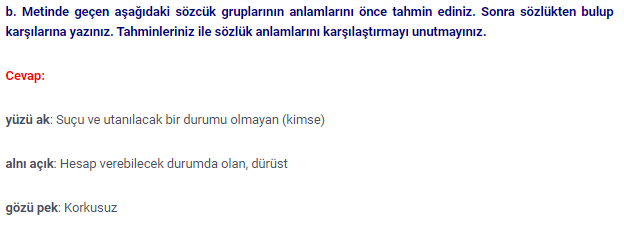 b. Metinde geçen aşağıdaki sözcük gruplarının anlamlarını önce tahmin ediniz. Sonra sözlükten bulup
karşılarına yazınız. Tahminleriniz ile sözlük anlamlarını karşılaştırmayı unutmayınız.
Cevap:
yüzü ak: Suçu ve utanılacak bir durumu olmayan (kimse)
alnı açık: Hesap verebilecek durumda olan, dürüst
gözü pek: Korkusuz